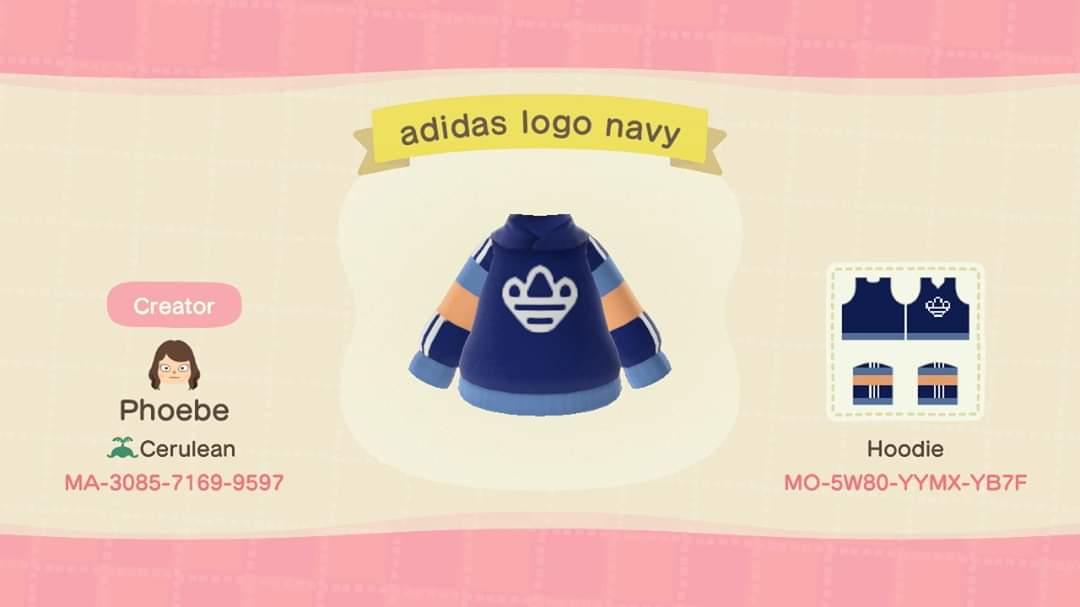 adidas logo navy
Creator
Phoebe
Cerulean
MA-3085-7169-9597
Hoodie
MO-5W80-YYMX-YB7F